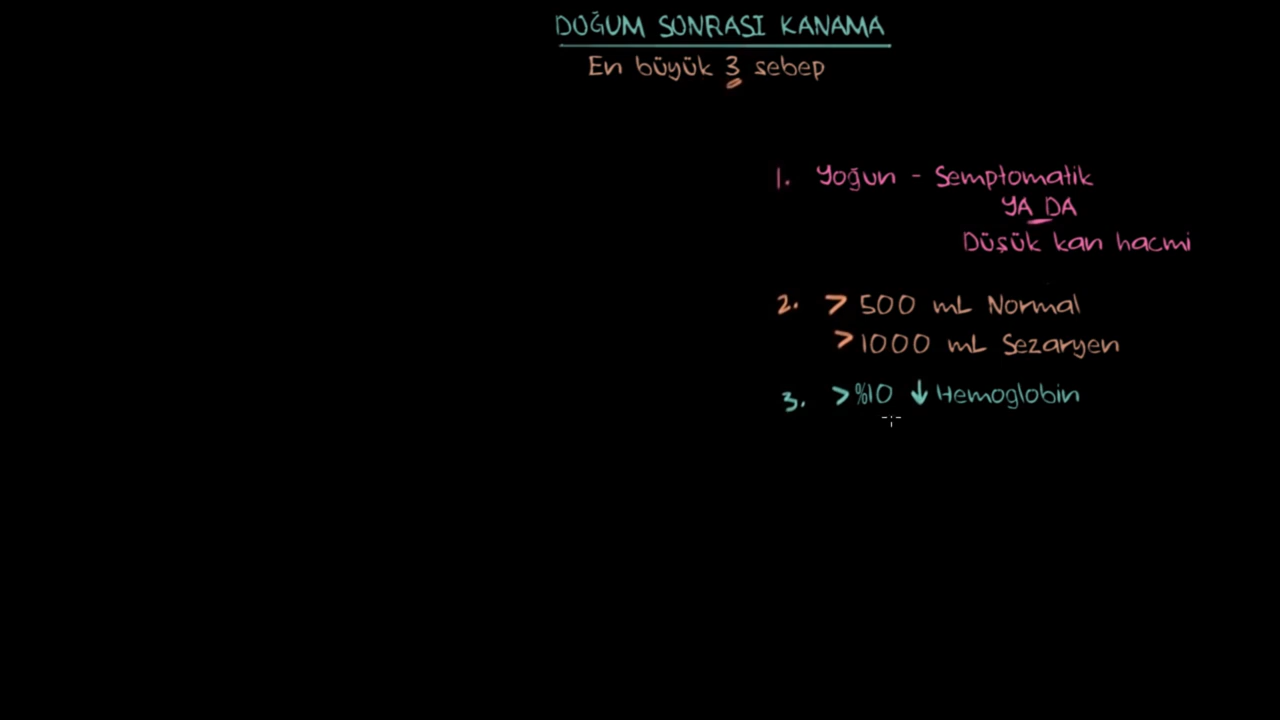 DOĞUM SONRASI KANAMA
En büyük 3 sebep
1. Yoğun - Semptomatik
YA DA
Düşük kan hacmi
2. > 500 mL Normal
> 1000 mL Sezaryen
3. > %10 ↓ Hemoglobin